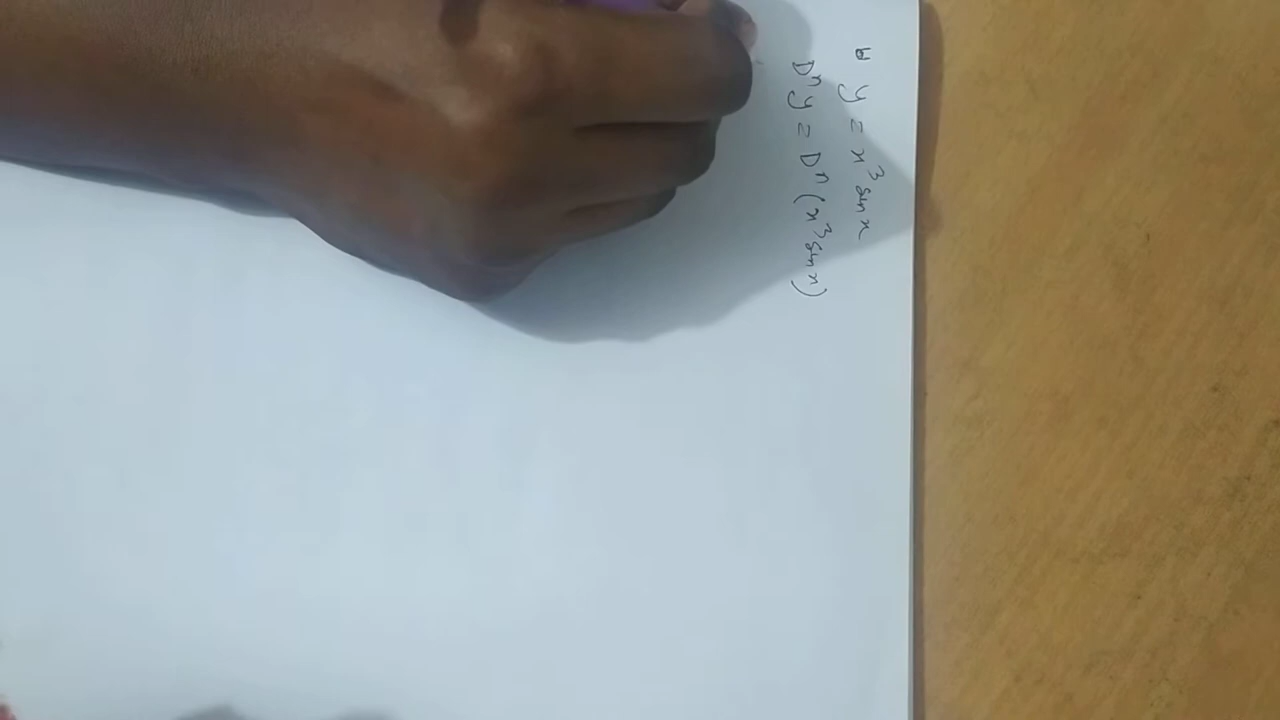 y = x³ sin x
Dⁿy = Dⁿ(x³ sin x)